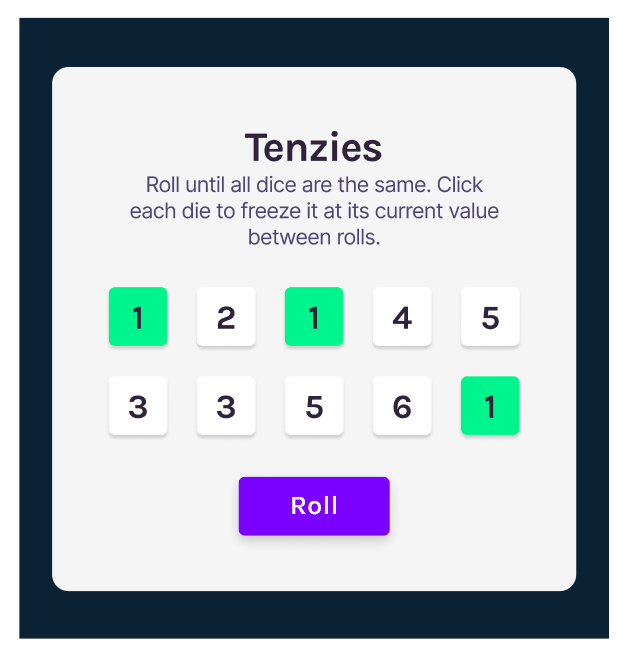 Tenzies
Roll until all dice are the same. Click
each die to freeze it at its current value
between rolls.
1 2 1 4 5
3 3 5 6 1
Roll